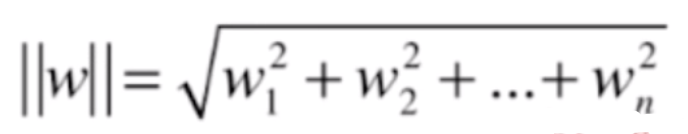 ||w|| = √(w₁² + w₂² + ... + wₙ²)